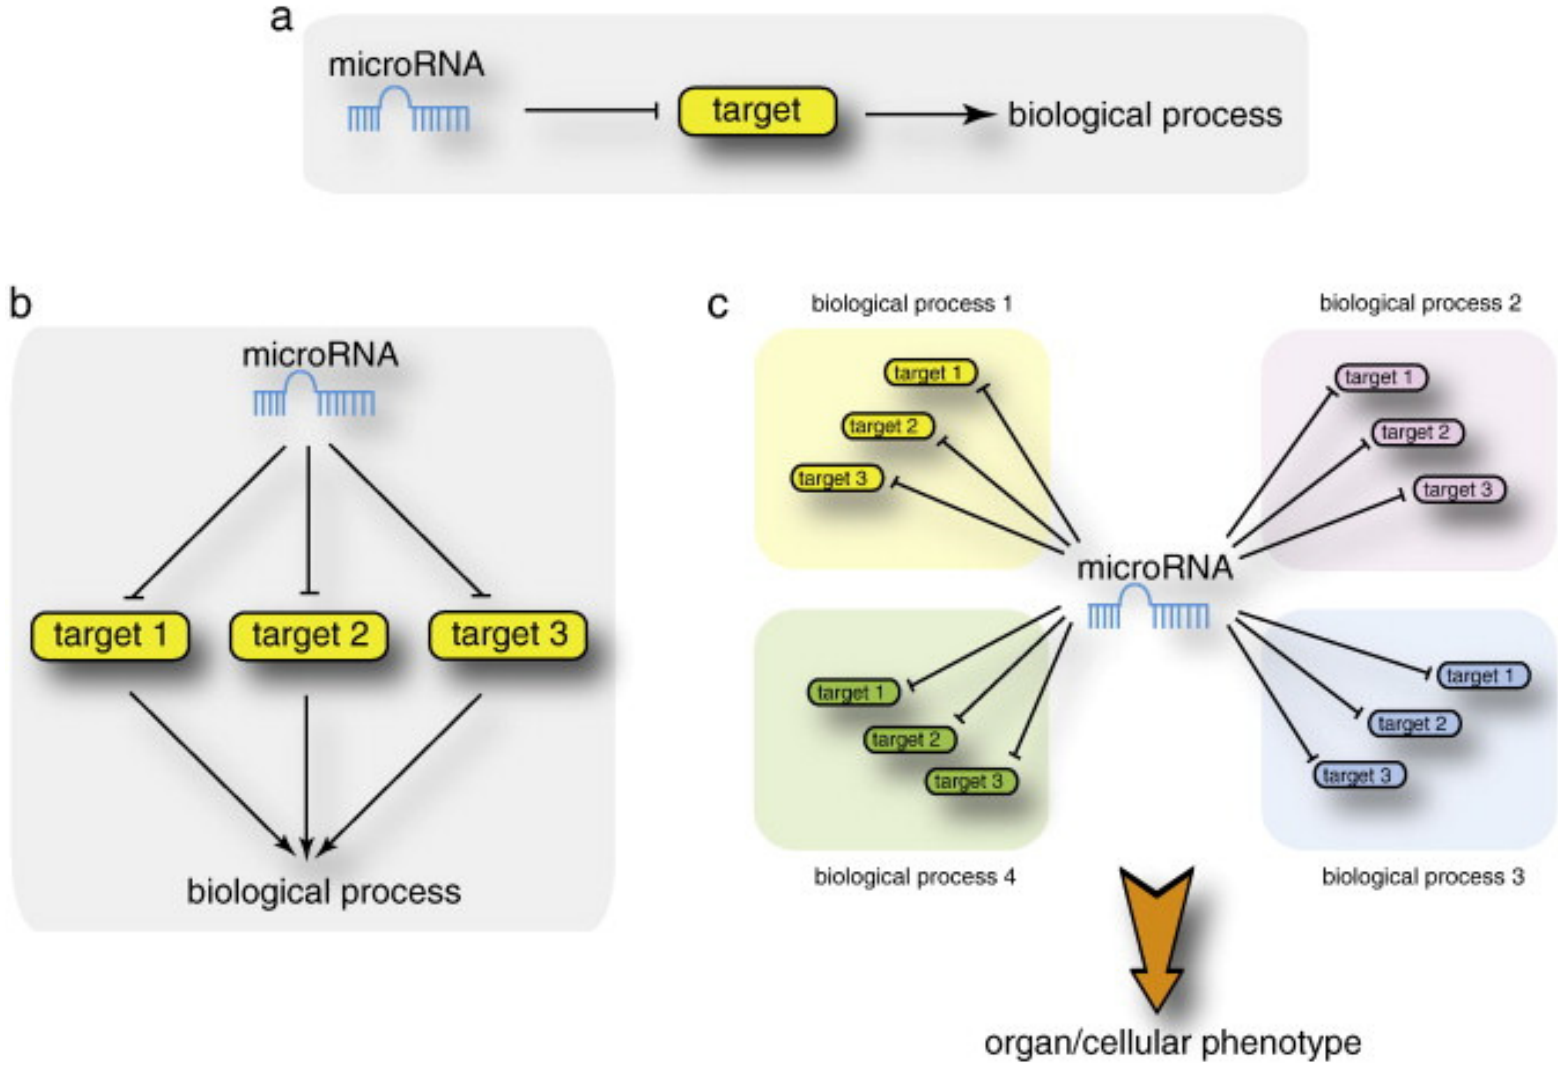 a
microRNA
target
biological process
b
microRNA
target 1
target 2
target 3
biological process
c
biological process 1
target 1
target 2
target 3
biological process 2
target 1
target 2
target 3
microRNA
target 1
target 2
target 3
biological process 4
target 1
target 2
target 3
biological process 3
organ/cellular phenotype